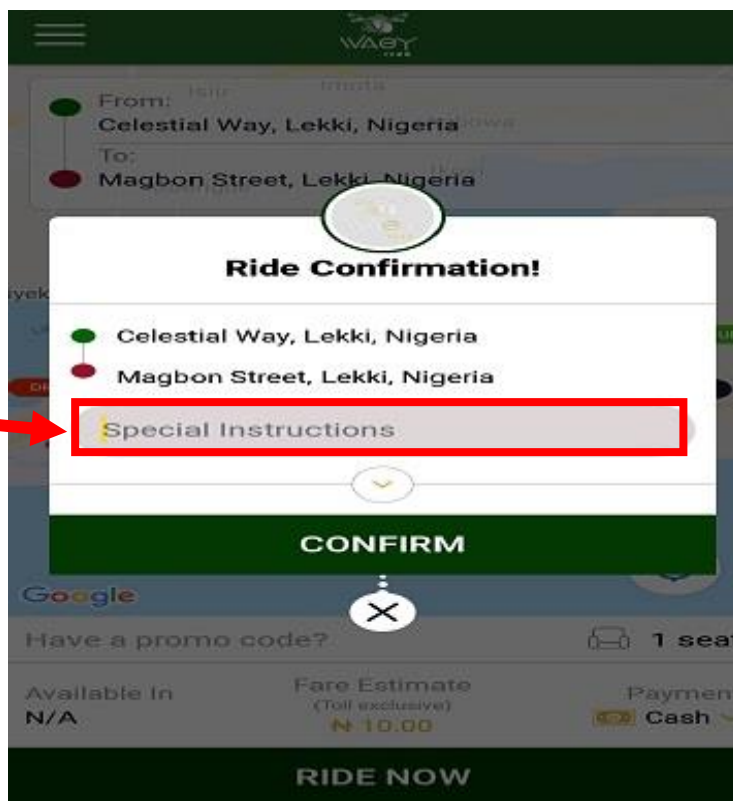 WAGY
From:
Celestial Way, Lekki, Nigeria
To:
Magbon Street, Lekki, Nigeria
Ride Confirmation!
Celestial Way, Lekki, Nigeria
Magbon Street, Lekki, Nigeria
Special Instructions
CONFIRM
Google
Have a promo code?
1 seat
Available In
Fare Estimate
Paymen
N/A
(Toll exclusive)
Cash
₦ 10.00
RIDE NOW